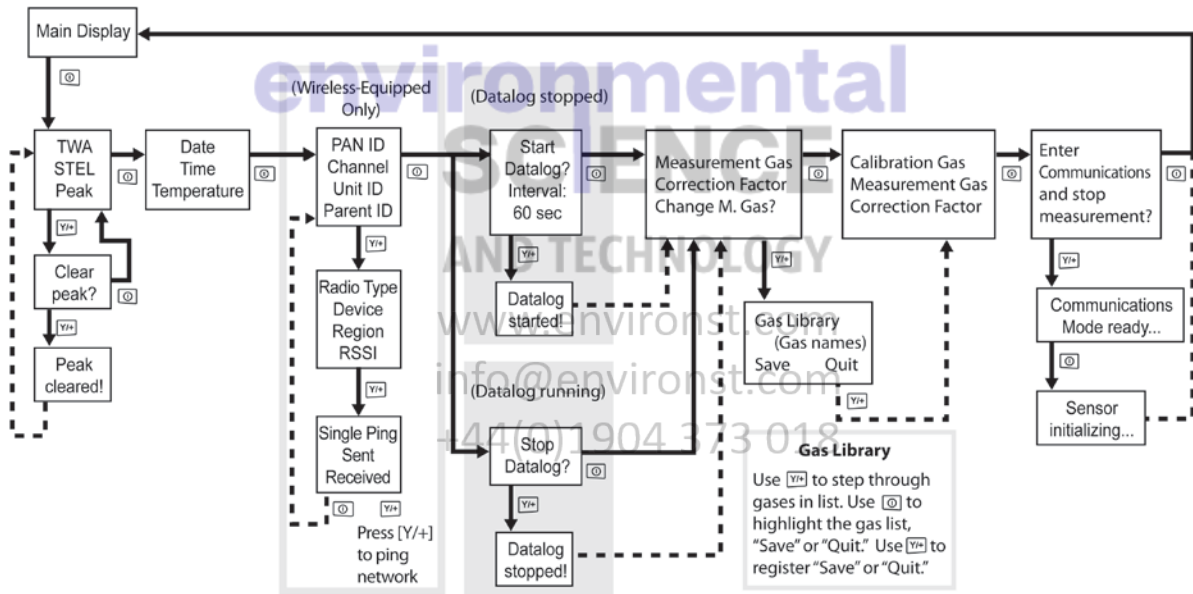 Main Display
environmental
SCIENCE
AND TECHNOLOGY
www.environst.com
info@environst.com
+44(0)1904 373 018
TWA
STEL
Peak
Y/+
Clear
peak?
Y/+
Peak
cleared!
Date
Time
Temperature
(Wireless-Equipped
Only)
PAN ID
Channel
Unit ID
Parent ID
Y/+
Radio Type
Device
Region
RSSI
Y/+
Single Ping
Sent
Received
Y/+
Press [Y/+]
to ping
network
(Datalog stopped)
Start
Datalog?
Interval:
60 sec
Y/+
Datalog
started!
(Datalog running)
Stop
Datalog?
Y/+
Datalog
stopped!
Measurement Gas
Correction Factor
Change M. Gas?
Y/+
Gas Library
(Gas names)
Save Quit
Y/+
Calibration Gas
Measurement Gas
Correction Factor
Enter
Communications
and stop
measurement?
Y/+
Communications
Mode ready...
Sensor
initializing...
Gas Library
Use Y/+ to step through
gases in list. Use to
highlight the gas list,
“Save” or “Quit.” Use Y/+ to
register “Save” or “Quit.”